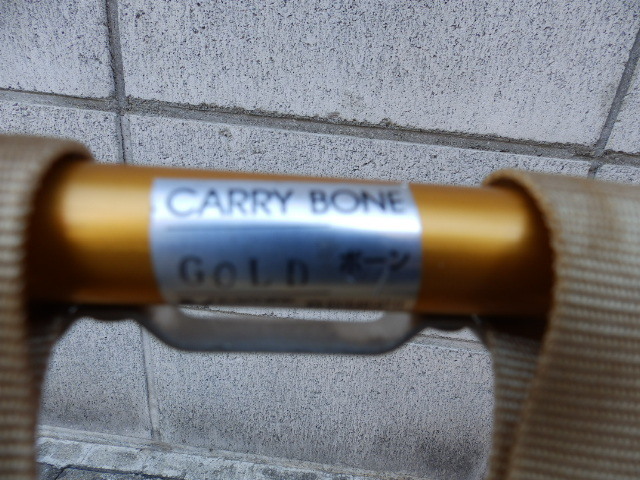 CARRY BONE
GOLD ボーン